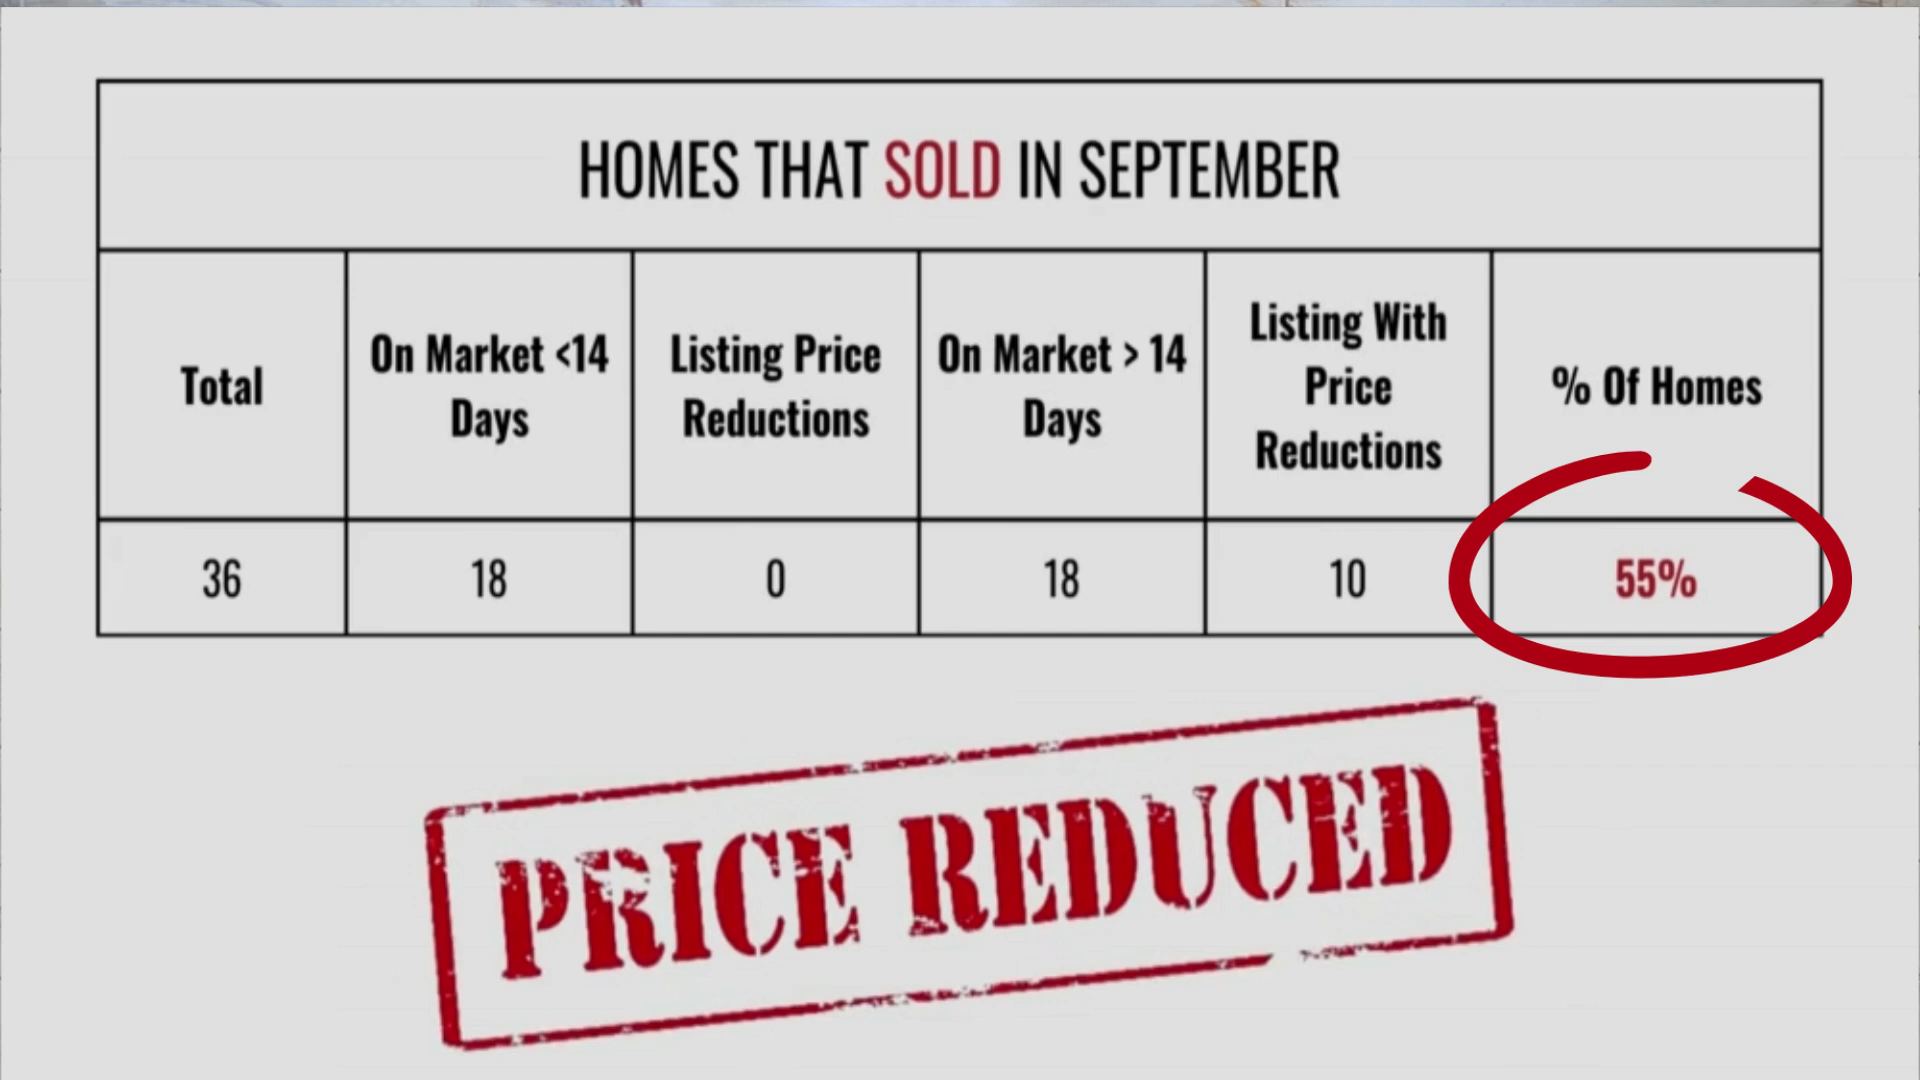 HOMES THAT SOLD IN SEPTEMBER
Total
On Market <14
Days
Listing Price
Reductions
On Market > 14
Days
Listing With
Price
Reductions
% Of Homes
36
18
0
18
10
55%
PRICE REDUCED